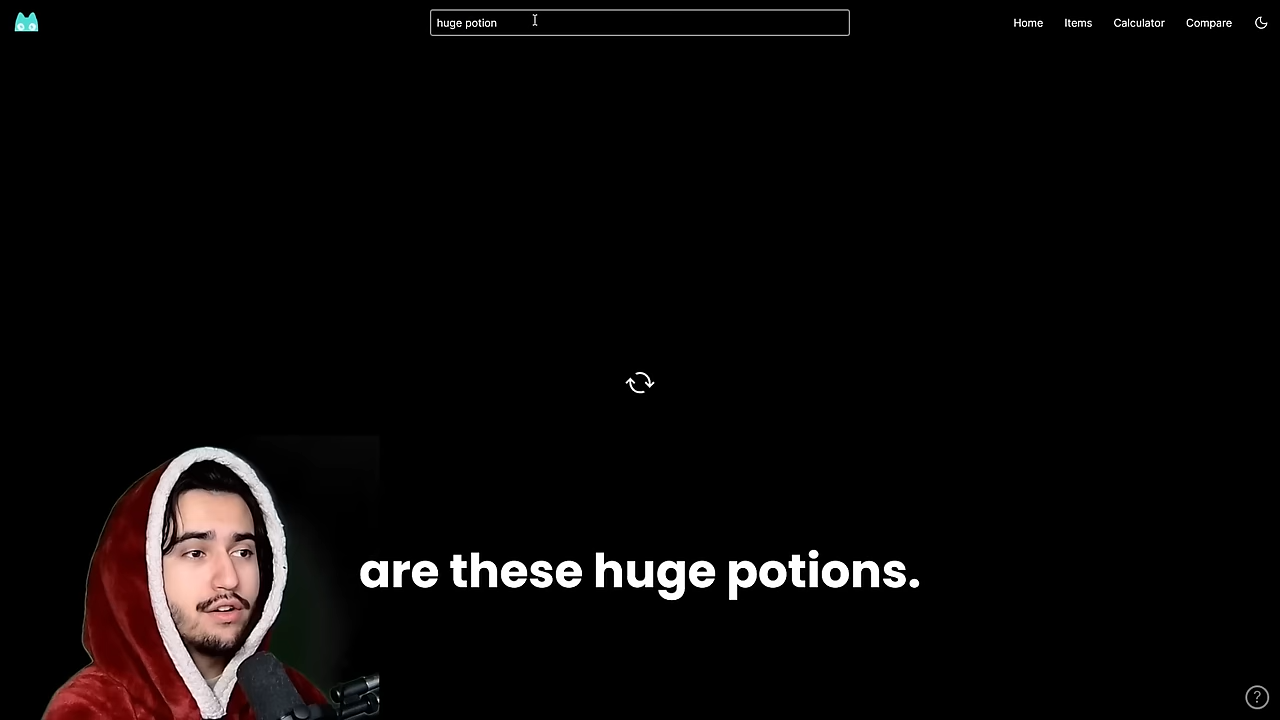 huge potion
Home
Items
Calculator
Compare
are these huge potions.
?